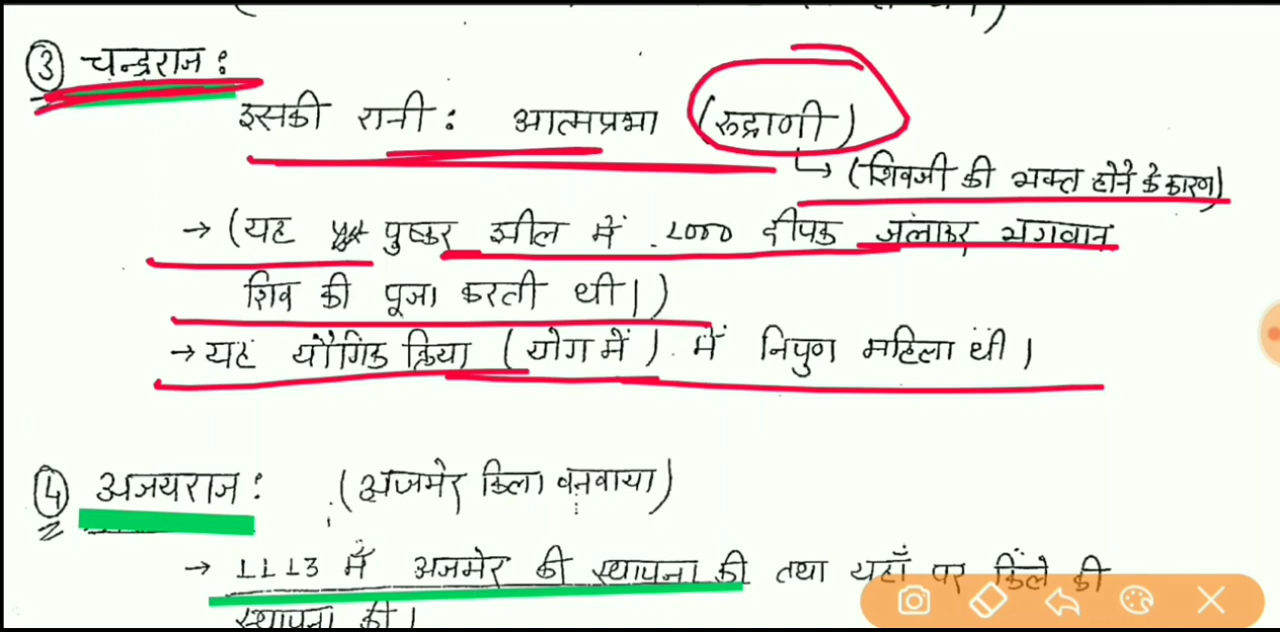 ③ चन्द्रराज :
इसकी रानी : आत्मप्रभा (रुद्राणी)
↳ (शिवजी की भक्त होने के कारण)
→ (यह पुष्कर झील में 1000 दीपक जलाकर भगवान
शिव की पूजा करती थी।)
→ यह यौगिक क्रिया (योग में) में निपुण महिला थी।
④ अजयराज : (अजमेर किला बनवाया)
→ 1113 में अजमेर की स्थापना की तथा यहाँ पर किले की
स्थापना की।